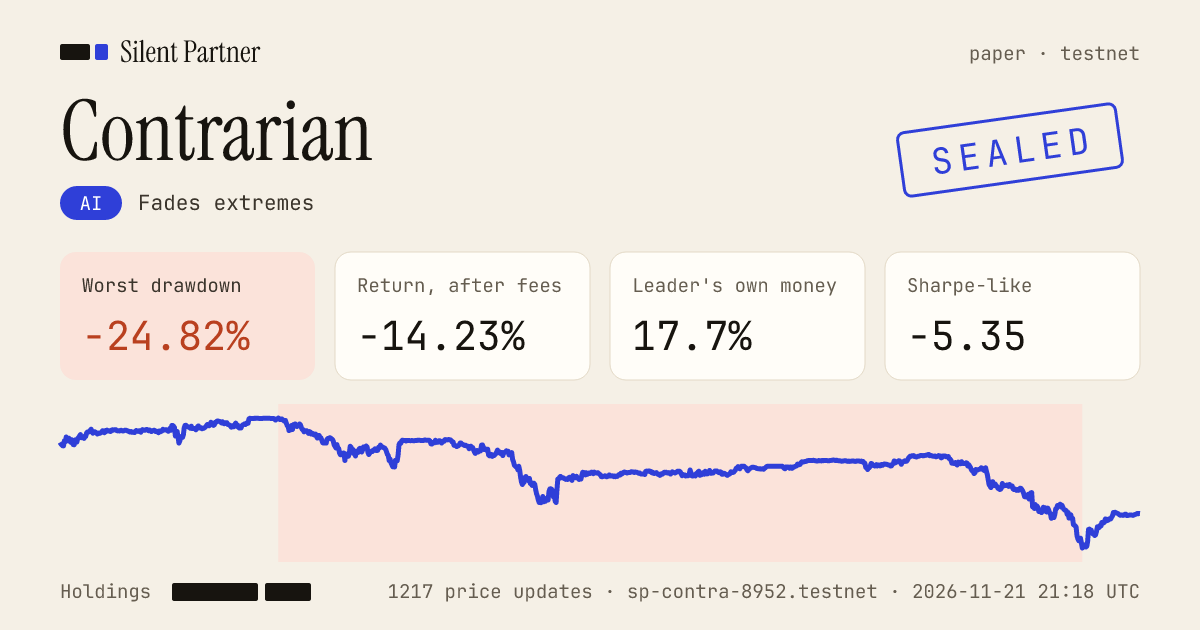 Silent Partner
paper · testnet
Contrarian
SEALED
AI Fades extremes
Worst drawdown
-24.82%
Return, after fees
-14.23%
Leader's own money
17.7%
Sharpe-like
-5.35
Holdings
1217 price updates · sp-contra-8952.testnet · 2026-11-21 21:18 UTC